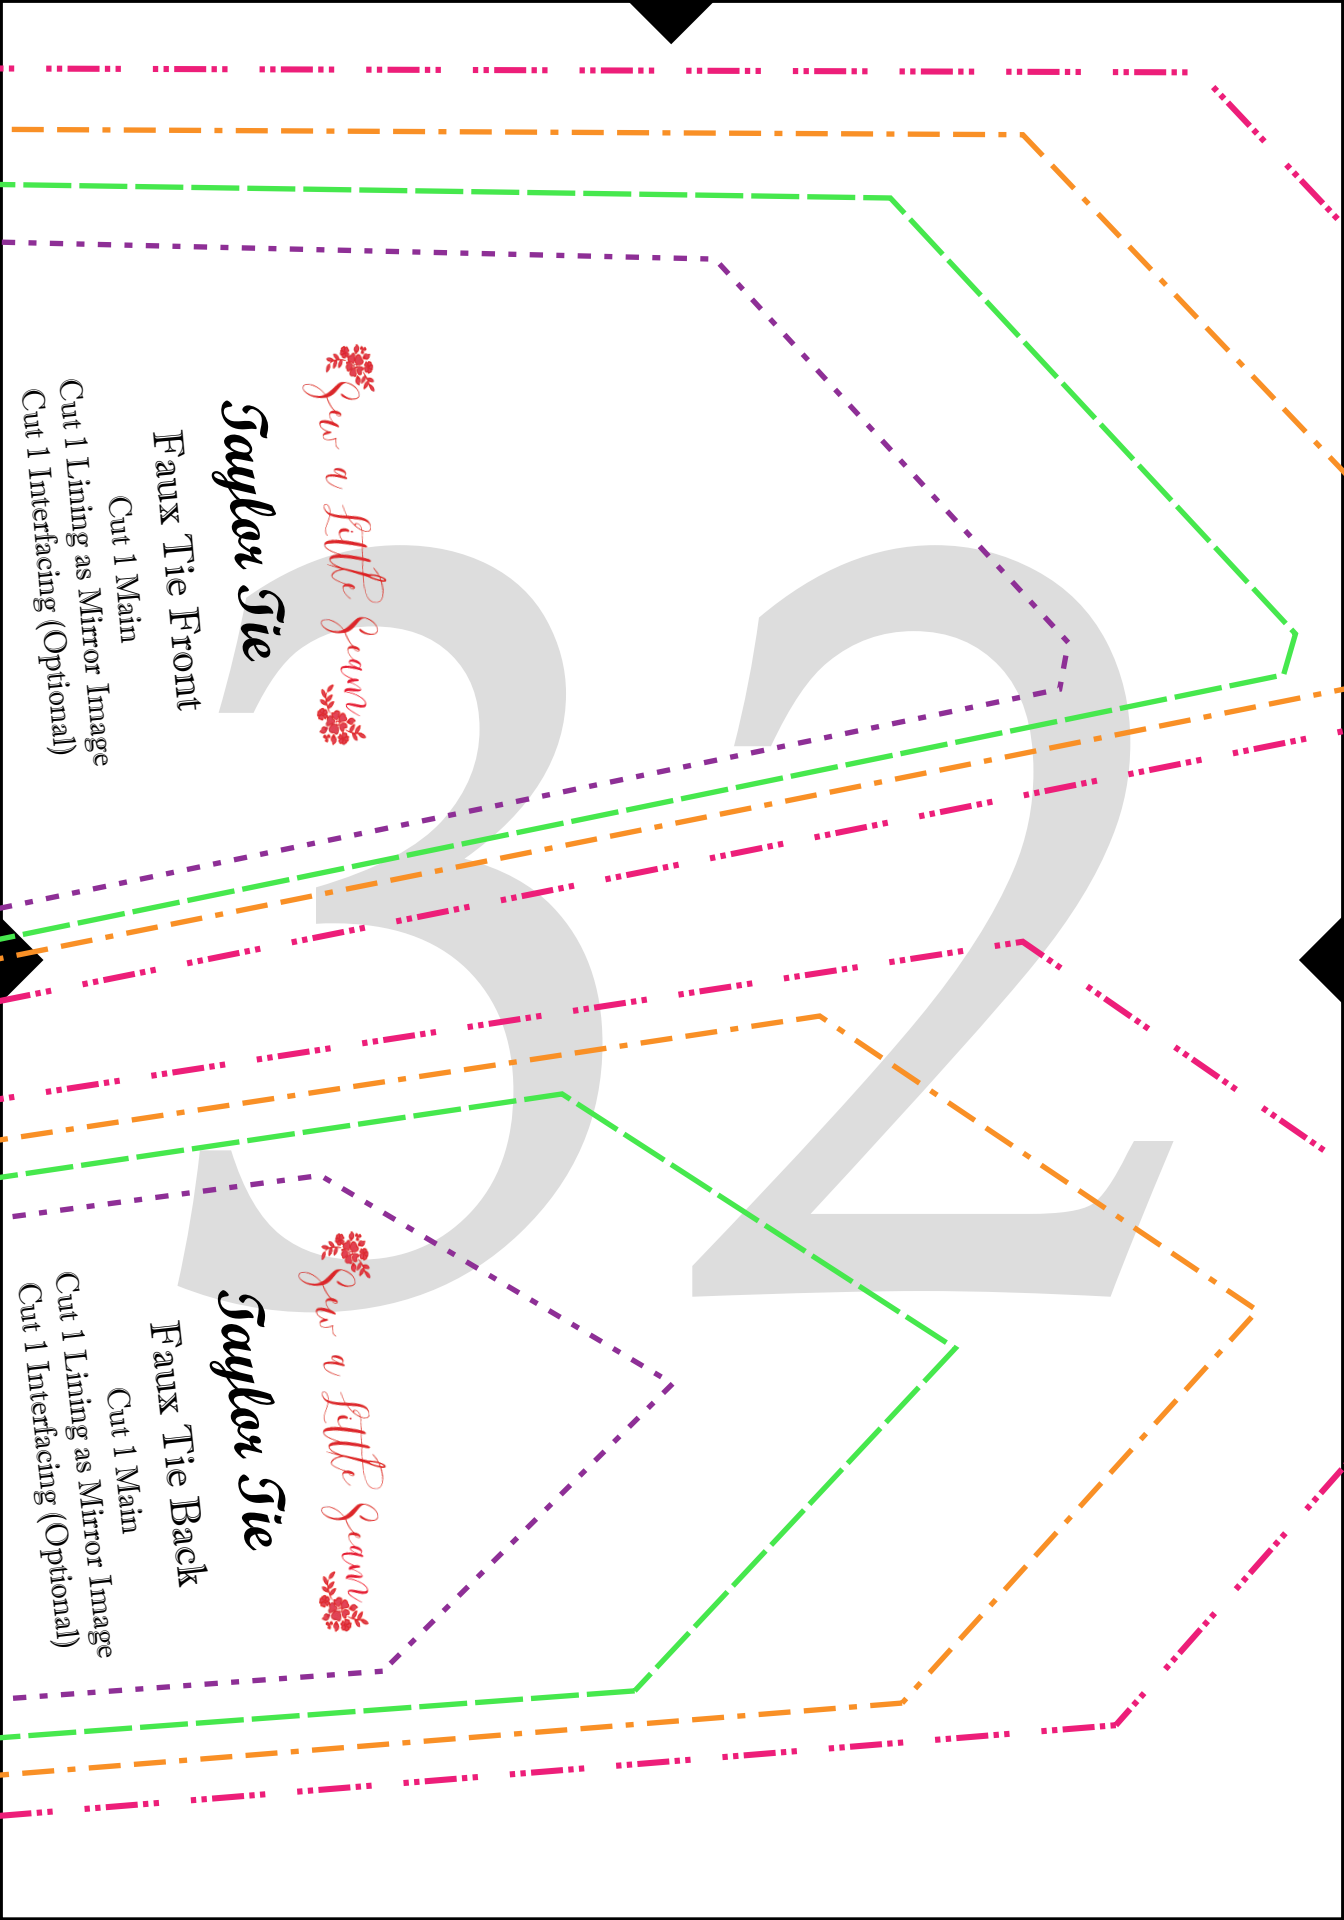 Sew a Little Seam
Taylor Tie
Faux Tie Front
Cut 1 Main
Cut 1 Lining as Mirror Image
Cut 1 Interfacing (Optional)
32
Sew a Little Seam
Taylor Tie
Faux Tie Back
Cut 1 Main
Cut 1 Lining as Mirror Image
Cut 1 Interfacing (Optional)